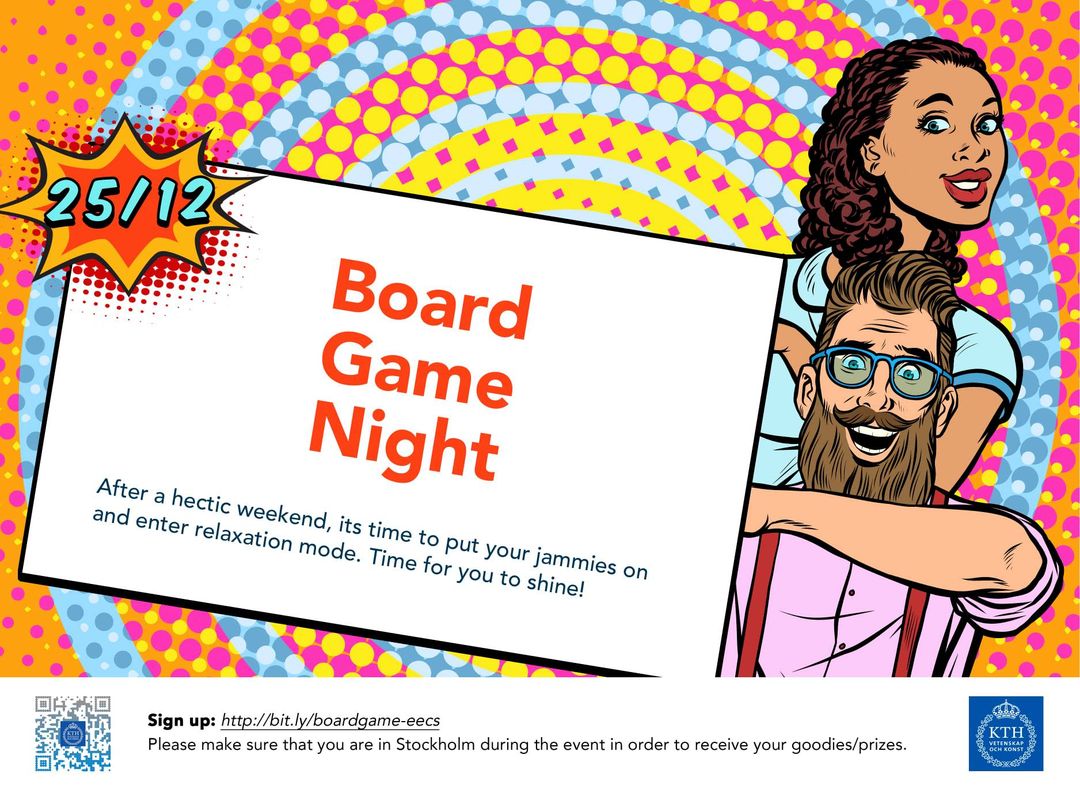 25/12
Board
Game
Night
After a hectic weekend, its time to put your jammies on
and enter relaxation mode. Time for you to shine!
Sign up: http://bit.ly/boardgame-eecs
Please make sure that you are in Stockholm during the event in order to receive your goodies/prizes.
KTH
VETENSKAP
OCH KONST